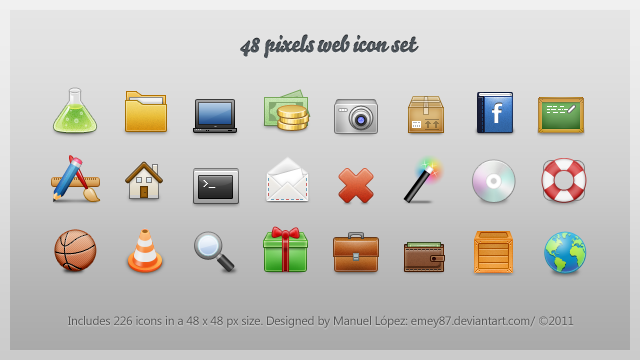 48 pixels web icon set
f
>_
Includes 226 icons in a 48 x 48 px size. Designed by Manuel López: emey87.deviantart.com/ ©2011